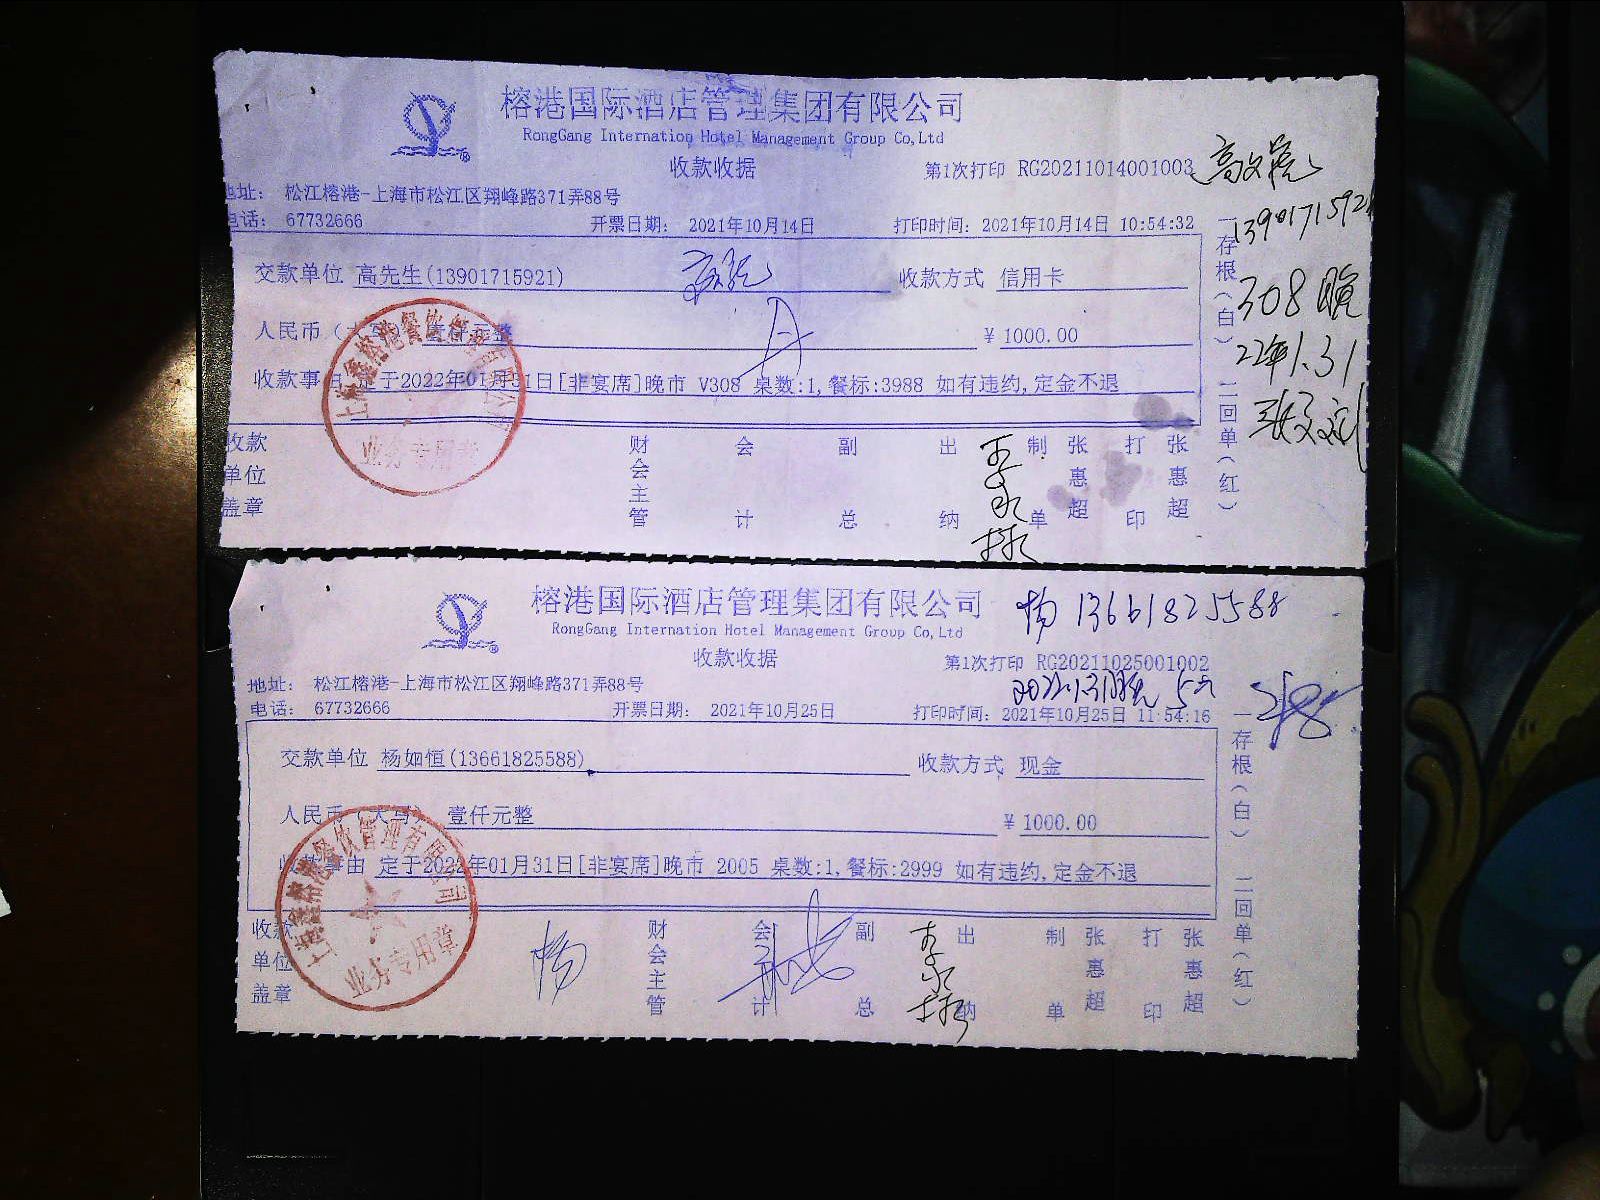 榕港国际酒店管理集团有限公司
RongGang Internation Hotel Management Group Co,Ltd
收款收据
第1次打印 RG20211014001003
地址: 松江榕港-上海市松江区翔峰路371弄88号
电话: 67732666 开票日期: 2021年10月14日 打印时间: 2021年10月14日 10:54:32
13901715921
交款单位 高先生(13901715921) 收款方式 信用卡
308 晚
人民币(大写) 壹仟元整 ¥ 1000.00
22年1.31
收款事由 定于2022年01月31日[非宴席]晚市 V308 桌数:1,餐标:3988 如有违约,定金不退
一存根(白) 二回单(红)
收款单位盖章 财会主管 会计 副总 出纳 制单 张惠超 打印 张惠超
业务专用章
榕港国际酒店管理集团有限公司
杨 13661825588
RongGang Internation Hotel Management Group Co,Ltd
收款收据
第1次打印 RG20211025001002
地址: 松江榕港-上海市松江区翔峰路371弄88号
电话: 67732666 开票日期: 2021年10月25日 打印时间: 2021年10月25日 11:54:16
交款单位 杨如恒(13661825588) 收款方式 现金
人民币(大写) 壹仟元整 ¥ 1000.00
收款事由 定于2022年01月31日[非宴席]晚市 2005 桌数:1,餐标:2999 如有违约,定金不退
一存根(白) 二回单(红)
收款单位盖章 杨 财会主管 会计 副总 出纳 制单 张惠超 打印 张惠超
业务专用章